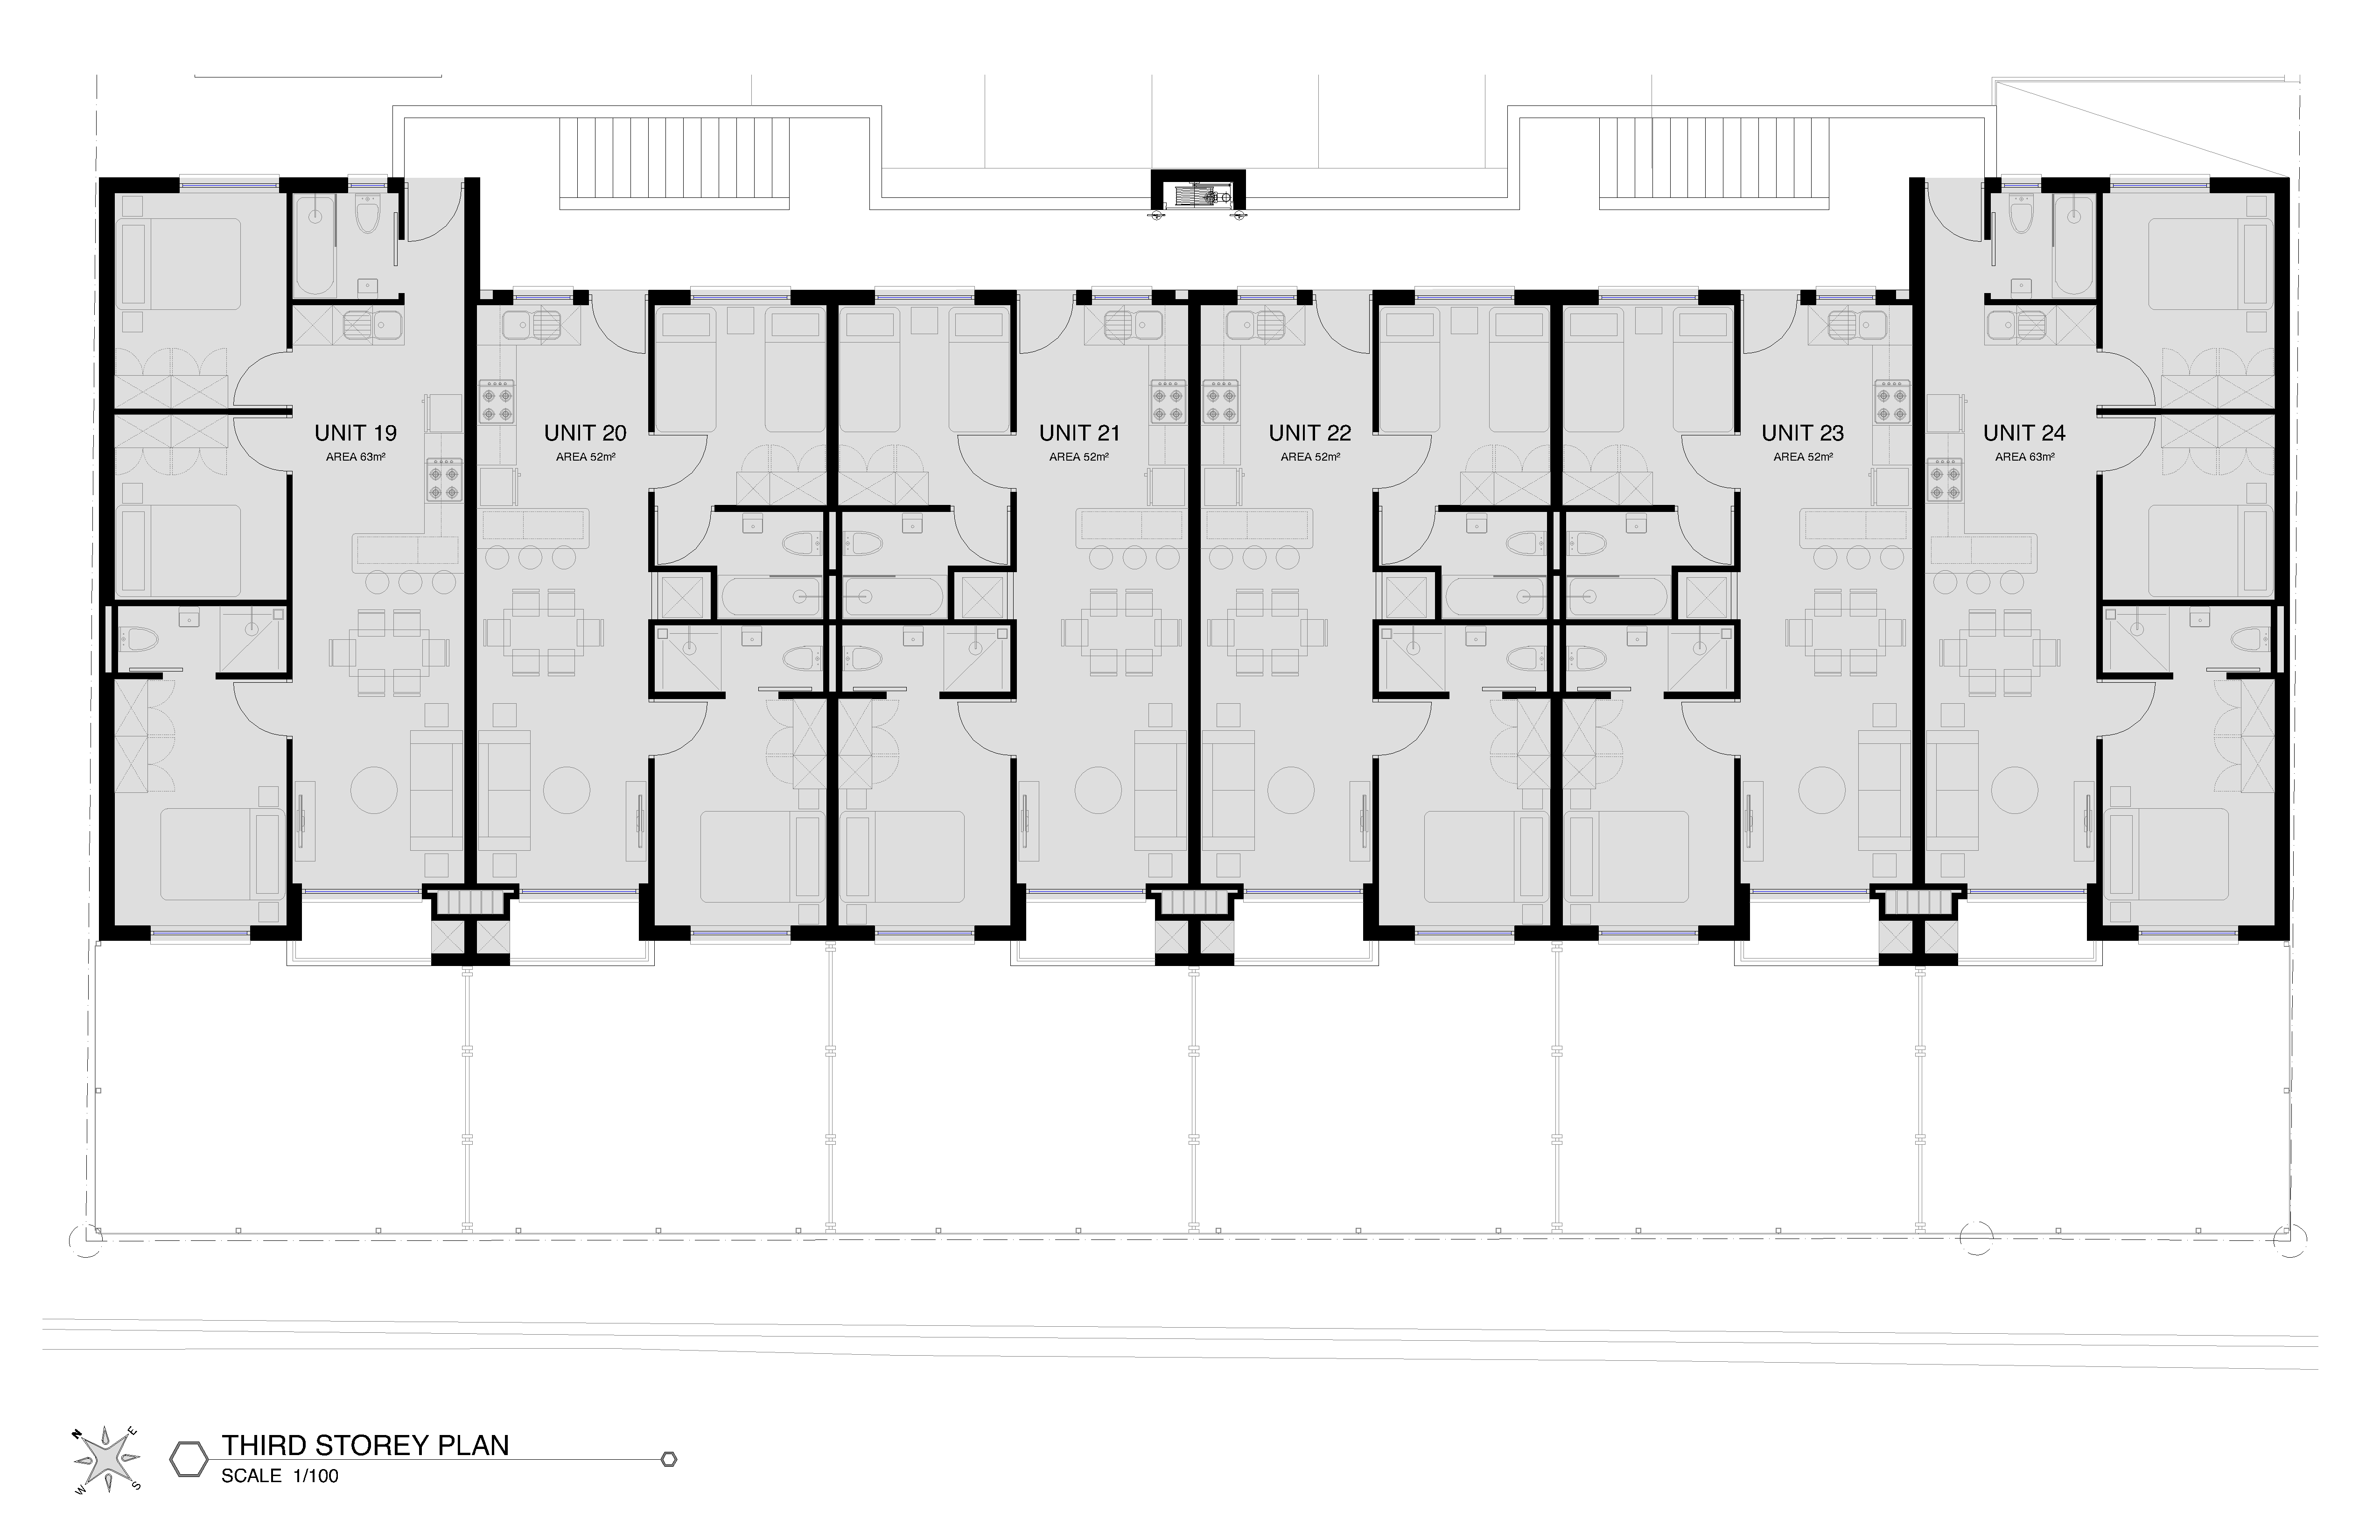 UNIT 19
AREA 63m²
UNIT 20
AREA 52m²
UNIT 21
AREA 52m²
UNIT 22
AREA 52m²
UNIT 23
AREA 52m²
UNIT 24
AREA 63m²
N
E
W
S
THIRD STOREY PLAN
SCALE 1/100